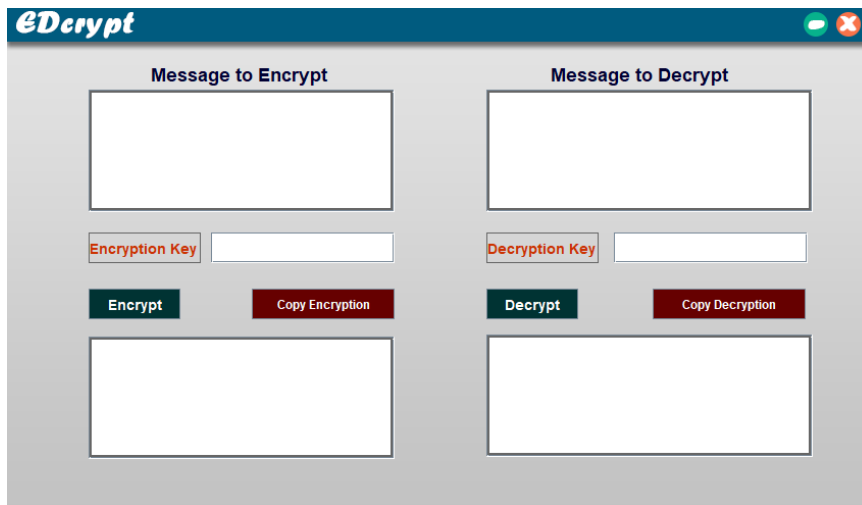 EDcrypt
Message to Encrypt
Message to Decrypt
Encryption Key
Decryption Key
Encrypt
Copy Encryption
Decrypt
Copy Decryption